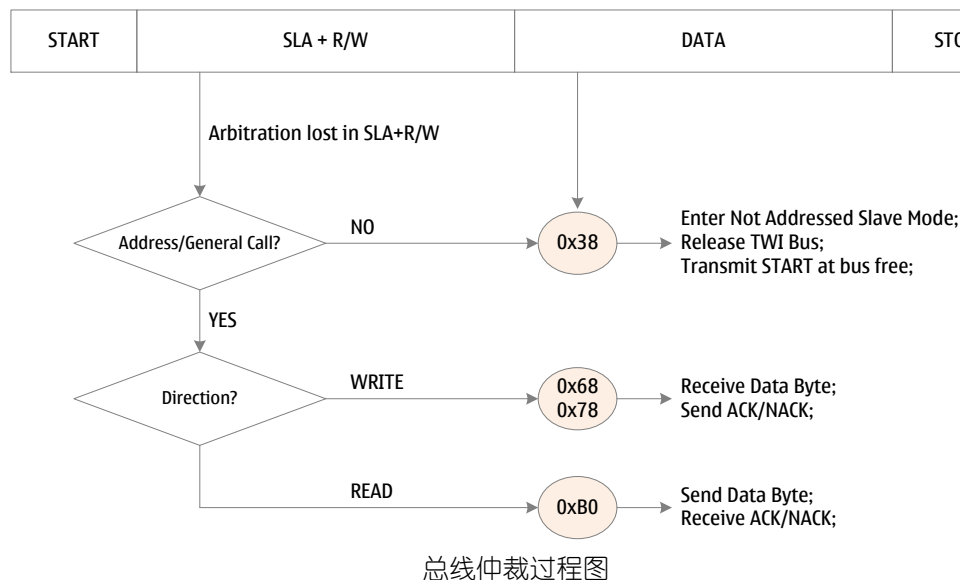 START
SLA + R/W
DATA
STO
Arbitration lost in SLA+R/W
Address/General Call?
NO
0x38
Enter Not Addressed Slave Mode;
Release TWI Bus;
Transmit START at bus free;
YES
Direction?
WRITE
0x68
0x78
Receive Data Byte;
Send ACK/NACK;
READ
0xB0
Send Data Byte;
Receive ACK/NACK;
总线仲裁过程图